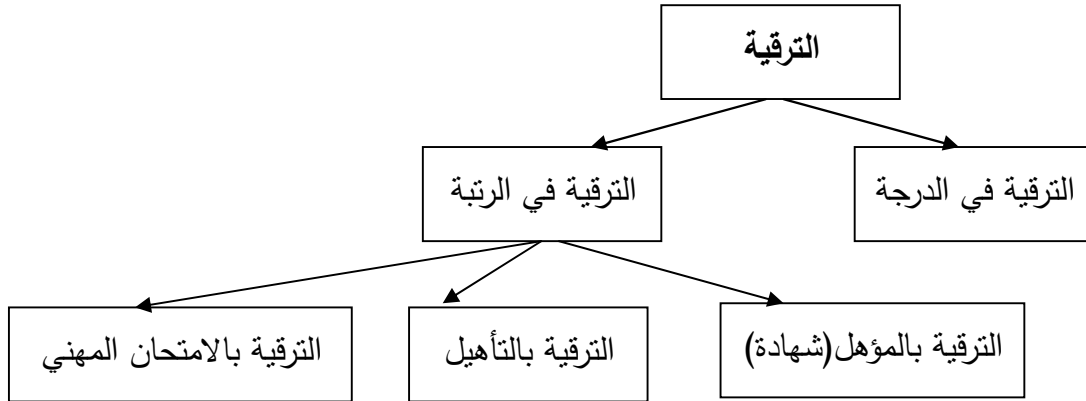 الترقية
الترقية في الدرجة
الترقية في الرتبة
الترقية بالمؤهل(شهادة)
الترقية بالتأهيل
الترقية بالامتحان المهني